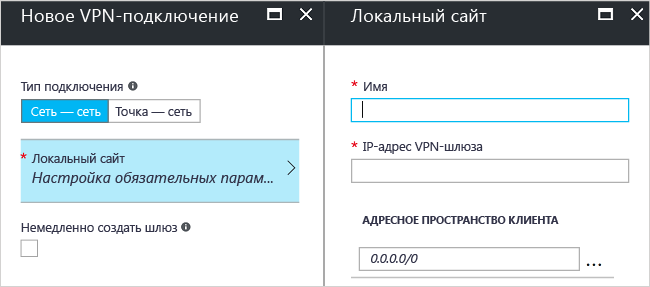 Новое VPN-подключение
Тип подключения
Сеть — сеть
Точка — сеть
* Локальный сайт
Настройка обязательных парам...
Немедленно создать шлюз
Локальный сайт
* Имя
* IP-адрес VPN-шлюза
АДРЕСНОЕ ПРОСТРАНСТВО КЛИЕНТА
0.0.0.0/0
...